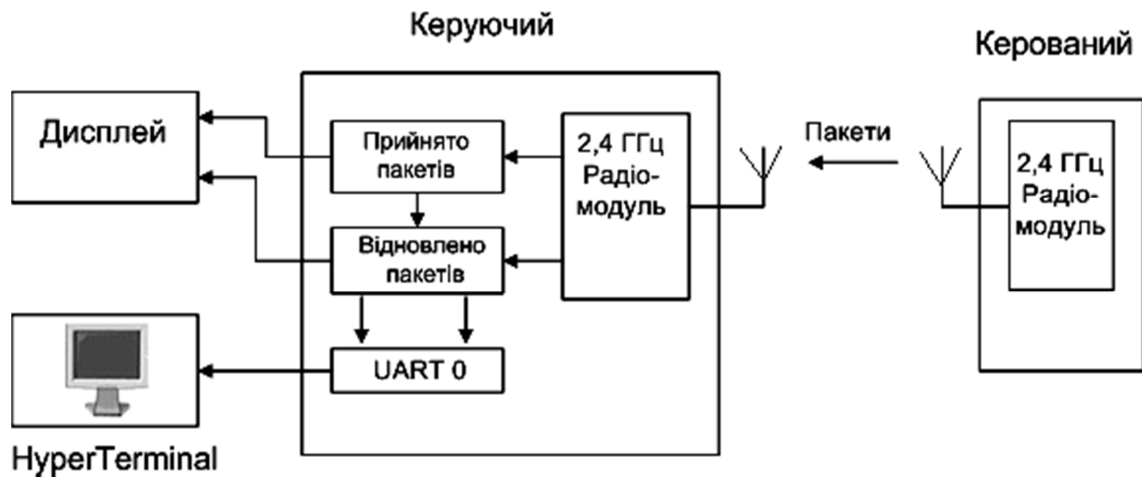 Керуючий
Керований
Дисплей
Прийнято
пакетів
2,4 ГГц
Радіо-
модуль
Пакети
2,4 ГГц
Радіо-
модуль
Відновлено
пакетів
UART 0
HyperTerminal